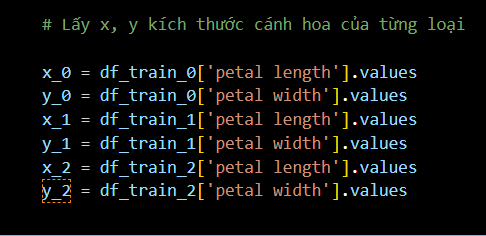 # Lấy x, y kích thước cánh hoa của từng loại
x_0 = df_train_0['petal length'].values
y_0 = df_train_0['petal width'].values
x_1 = df_train_1['petal length'].values
y_1 = df_train_1['petal width'].values
x_2 = df_train_2['petal length'].values
y_2 = df_train_2['petal width'].values